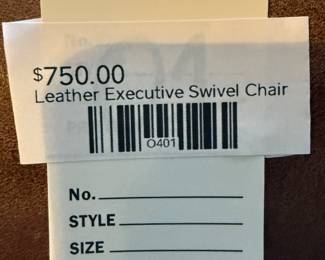 $750.00
Leather Executive Swivel Chair
O401
No.
STYLE
SIZE